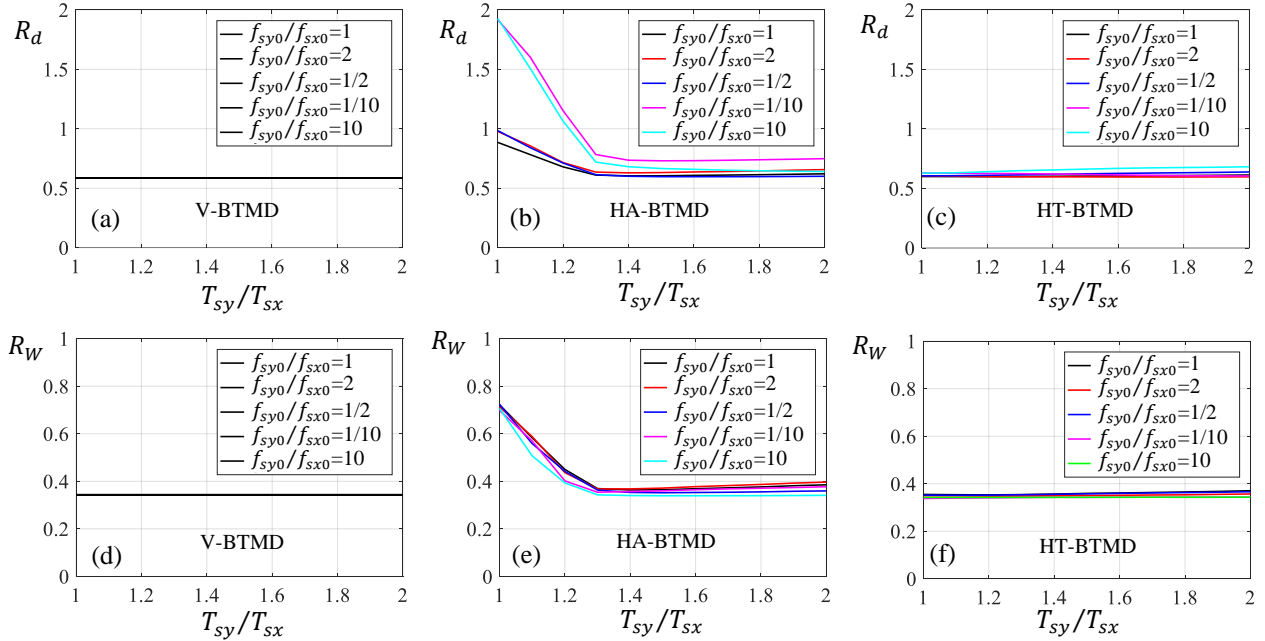 R_d
2
1.5
1
0.5
0
f_sy0/f_sx0=1
f_sy0/f_sx0=2
f_sy0/f_sx0=1/2
f_sy0/f_sx0=1/10
f_sy0/f_sx0=10
(a)
V-BTMD
1 1.2 1.4 1.6 1.8 2
T_sy/T_sx
R_d
2
1.5
1
0.5
0
f_sy0/f_sx0=1
f_sy0/f_sx0=2
f_sy0/f_sx0=1/2
f_sy0/f_sx0=1/10
f_sy0/f_sx0=10
(b)
HA-BTMD
1 1.2 1.4 1.6 1.8 2
T_sy/T_sx
R_d
2
1.5
1
0.5
0
f_sy0/f_sx0=1
f_sy0/f_sx0=2
f_sy0/f_sx0=1/2
f_sy0/f_sx0=1/10
f_sy0/f_sx0=10
(c)
HT-BTMD
1 1.2 1.4 1.6 1.8 2
T_sy/T_sx
R_W
1
0.8
0.6
0.4
0.2
0
f_sy0/f_sx0=1
f_sy0/f_sx0=2
f_sy0/f_sx0=1/2
f_sy0/f_sx0=1/10
f_sy0/f_sx0=10
(d)
V-BTMD
1 1.2 1.4 1.6 1.8 2
T_sy/T_sx
R_W
1
0.8
0.6
0.4
0.2
0
f_sy0/f_sx0=1
f_sy0/f_sx0=2
f_sy0/f_sx0=1/2
f_sy0/f_sx0=1/10
f_sy0/f_sx0=10
(e)
HA-BTMD
1 1.2 1.4 1.6 1.8 2
T_sy/T_sx
R_W
1
0.8
0.6
0.4
0.2
0
f_sy0/f_sx0=1
f_sy0/f_sx0=2
f_sy0/f_sx0=1/2
f_sy0/f_sx0=1/10
f_sy0/f_sx0=10
(f)
HT-BTMD
1 1.2 1.4 1.6 1.8 2
T_sy/T_sx